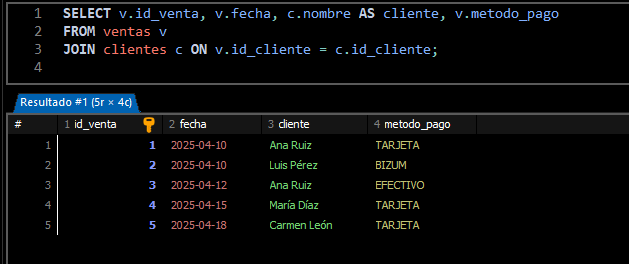 1 SELECT v.id_venta, v.fecha, c.nombre AS cliente, v.metodo_pago
2 FROM ventas v
3 JOIN clientes c ON v.id_cliente = c.id_cliente;
4
Resultado #1 (5r × 4c)
# 1 id_venta 2 fecha 3 cliente 4 metodo_pago
1 1 2025-04-10 Ana Ruiz TARJETA
2 2 2025-04-10 Luis Pérez BIZUM
3 3 2025-04-12 Ana Ruiz EFECTIVO
4 4 2025-04-15 María Díaz TARJETA
5 5 2025-04-18 Carmen León TARJETA